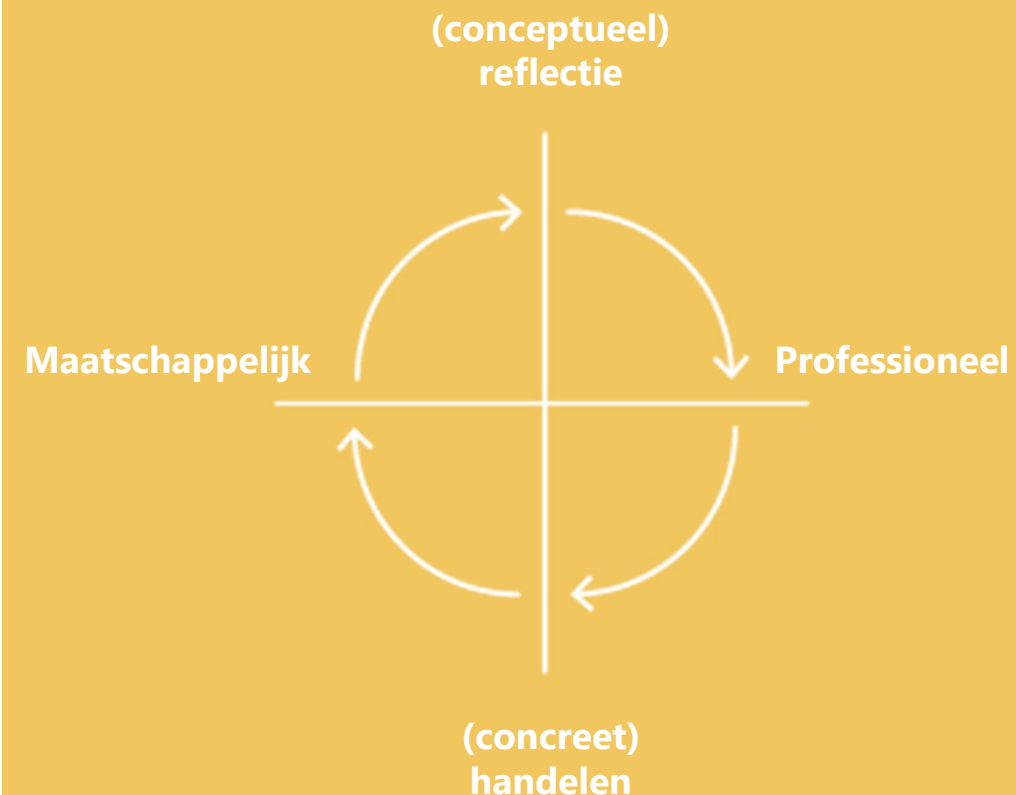 (conceptueel)
reflectie
Maatschappelijk
Professioneel
(concreet)
handelen